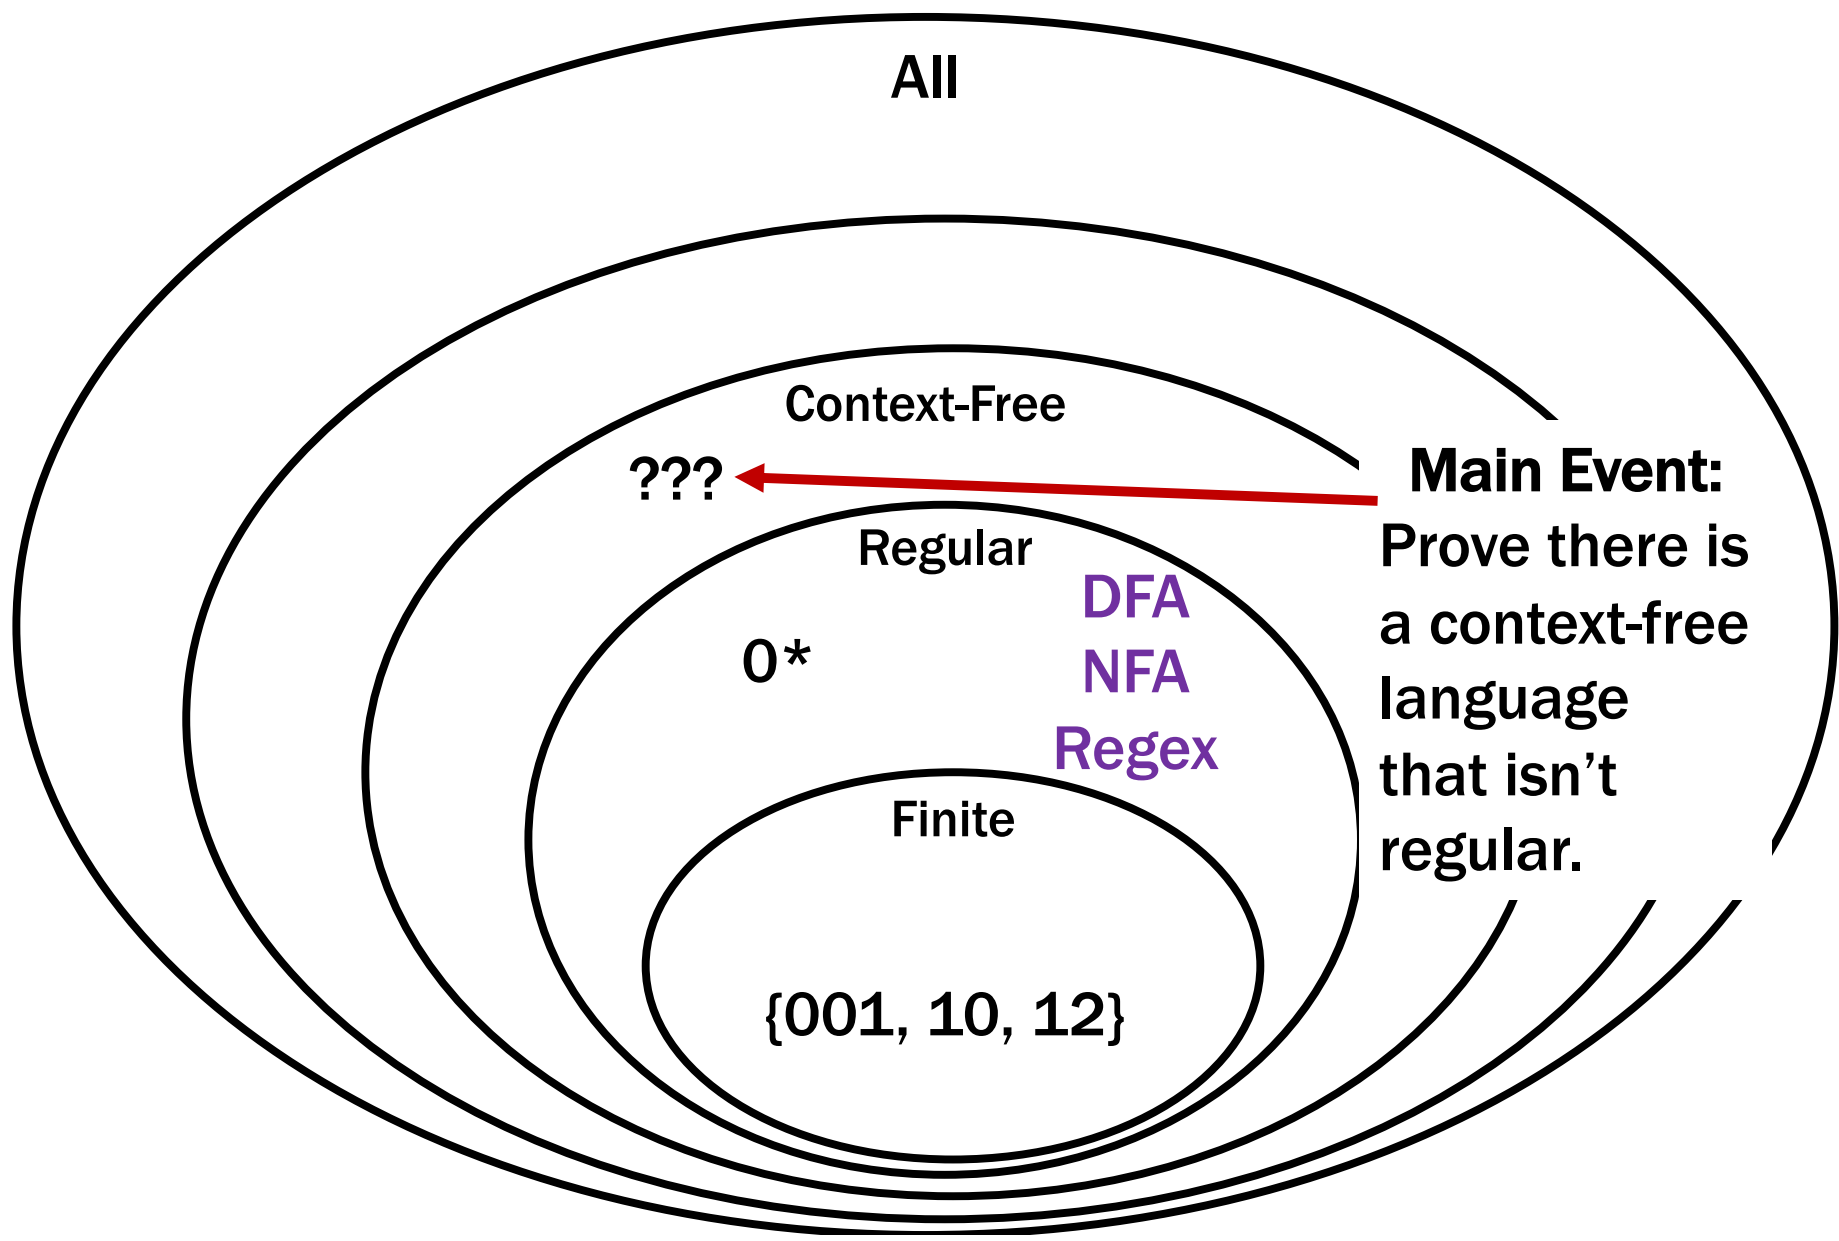 All
Context-Free
???
Main Event:
Prove there is
a context-free
language
that isn't
regular.
Regular
DFA
0*
NFA
Regex
Finite
{001, 10, 12}